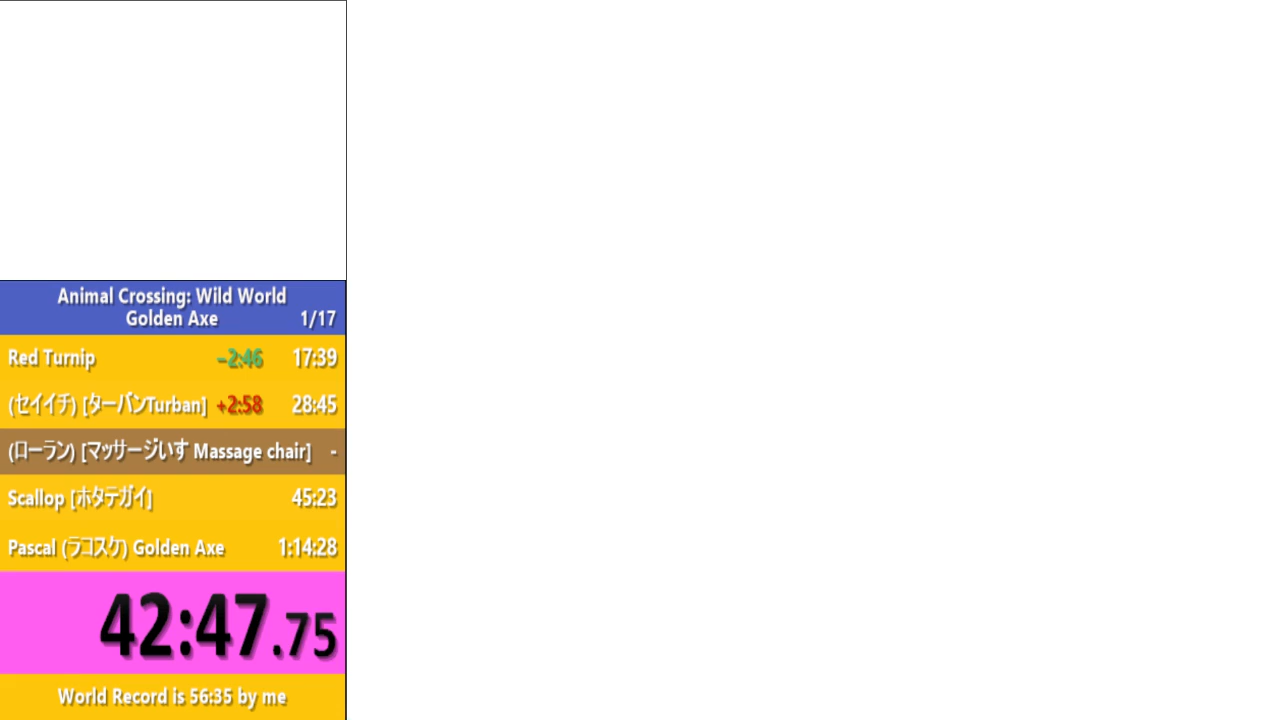 Animal Crossing: Wild World
Golden Axe 1/17
Red Turnip -2:46 17:39
(セイイチ) [ターバンTurban] +2:58 28:45
(ローラン) [マッサージいす Massage chair] -
Scallop [ホタテガイ] 45:23
Pascal (ラコスケ) Golden Axe 1:14:28
42:47.75
World Record is 56:35 by me